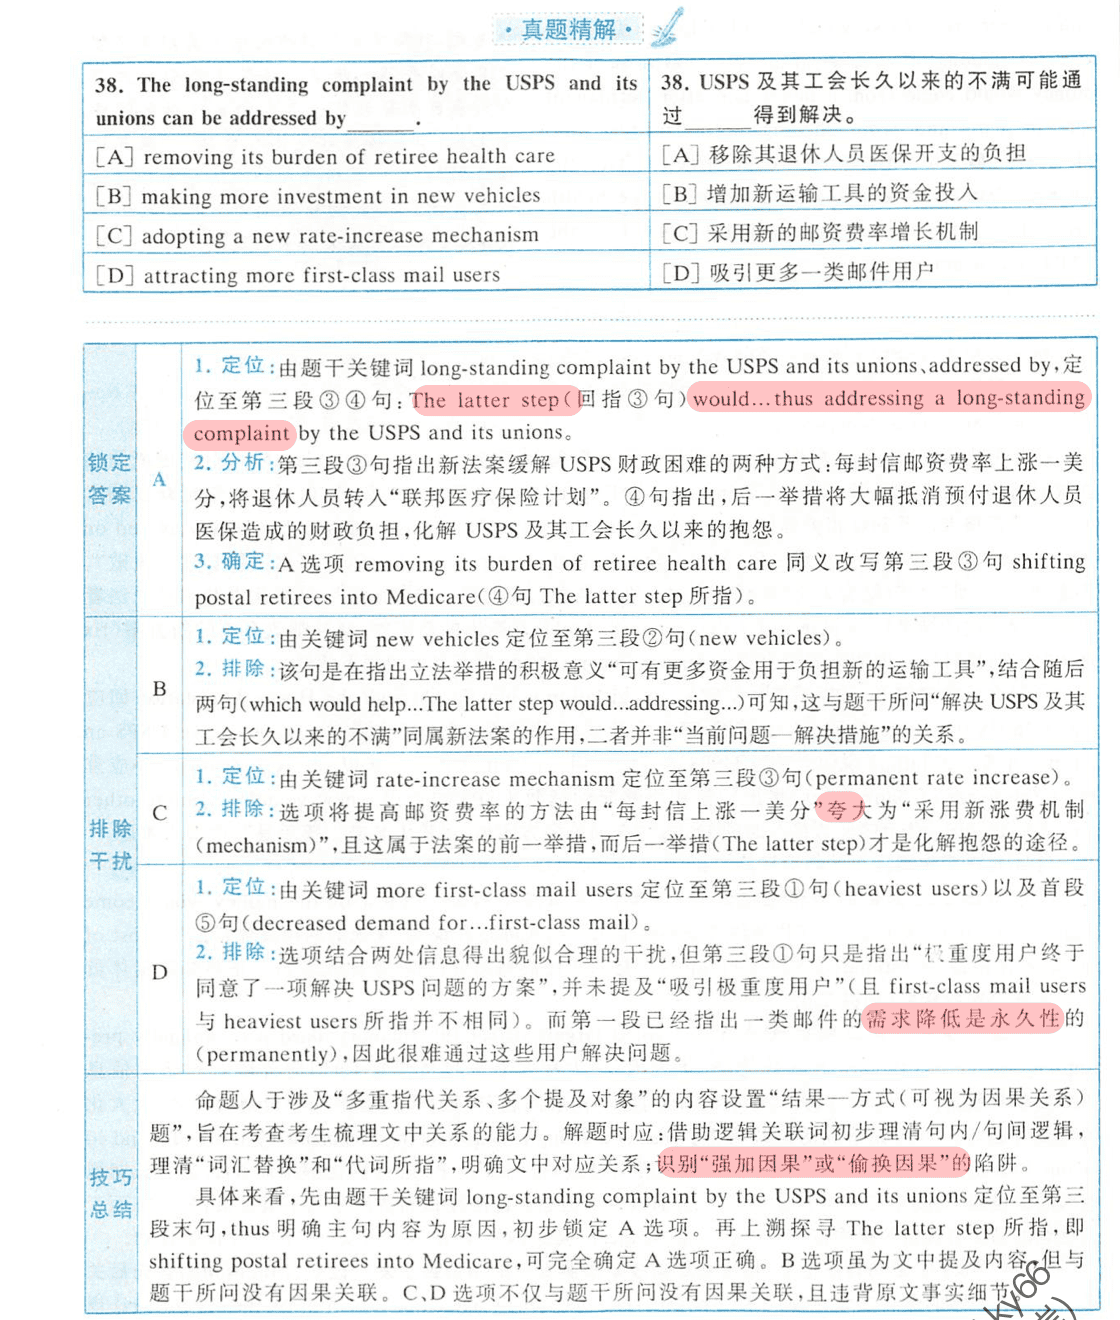 ·真题精解·
38. The long-standing complaint by the USPS and its unions can be addressed by______.
38. USPS 及其工会长久以来的不满可能通过______得到解决。
[A] removing its burden of retiree health care
[A] 移除其退休人员医保开支的负担
[B] making more investment in new vehicles
[B] 增加新运输工具的资金投入
[C] adopting a new rate-increase mechanism
[C] 采用新的邮资费率增长机制
[D] attracting more first-class mail users
[D] 吸引更多一类邮件用户
锁定
答案
A
1. 定位:由题干关键词 long-standing complaint by the USPS and its unions、addressed by,定
位至第三段③④句:The latter step(回指③句)would…thus addressing a long-standing
complaint by the USPS and its unions。
2. 分析:第三段③句指出新法案缓解 USPS 财政困难的两种方式:每封信邮资费率上涨一美
分,将退休人员转入“联邦医疗保险计划”。④句指出,后一举措将大幅抵消预付退休人员
医保造成的财政负担,化解 USPS 及其工会长久以来的抱怨。
3. 确定:A 选项 removing its burden of retiree health care 同义改写第三段③句 shifting
postal retirees into Medicare(④句 The latter step 所指)。
排除
干扰
B
1. 定位:由关键词 new vehicles 定位至第三段②句(new vehicles)。
2. 排除:该句是在指出立法举措的积极意义“可有更多资金用于负担新的运输工具”,结合随后
两句(which would help…The latter step would…addressing…)可知,这与题干所问“解决 USPS 及其
工会长久以来的不满”同属新法案的作用,二者并非“当前问题—解决措施”的关系。
C
1. 定位:由关键词 rate-increase mechanism 定位至第三段③句(permanent rate increase)。
2. 排除:选项将提高邮资费率的方法由“每封信上涨一美分”夸大为“采用新涨费机制
(mechanism)”,且这属于法案的前一举措,而后一举措(The latter step)才是化解抱怨的途径。
D
1. 定位:由关键词 more first-class mail users 定位至第三段①句(heaviest users)以及首段
⑤句(decreased demand for…first-class mail)。
2. 排除:选项结合两处信息得出貌似合理的干扰,但第三段①句只是指出“极重度用户终于
同意了一项解决 USPS 问题的方案”,并未提及“吸引极重度用户”(且 first-class mail users
与 heaviest users 所指并不相同)。而第一段已经指出一类邮件的需求降低是永久性的
(permanently),因此很难通过这些用户解决问题。
技巧
总结
命题人于涉及“多重指代关系、多个提及对象”的内容设置“结果—方式(可视为因果关系)
题”,旨在考查考生梳理文中关系的能力。解题时应:借助逻辑关联词初步理清句内/句间逻辑,
理清“词汇替换”和“代词所指”,明确文中对应关系;识别“强加因果”或“偷换因果”的陷阱。
具体来看,先由题干关键词 long-standing complaint by the USPS and its unions 定位至第三
段末句,thus 明确主句内容为原因,初步锁定 A 选项。再上溯探寻 The latter step 所指,即
shifting postal retirees into Medicare,可完全确定 A 选项正确。B 选项虽为文中提及内容,但与
题干所问没有因果关联。C、D 选项不仅与题干所问没有因果关联,且违背原文事实细节。
ky66